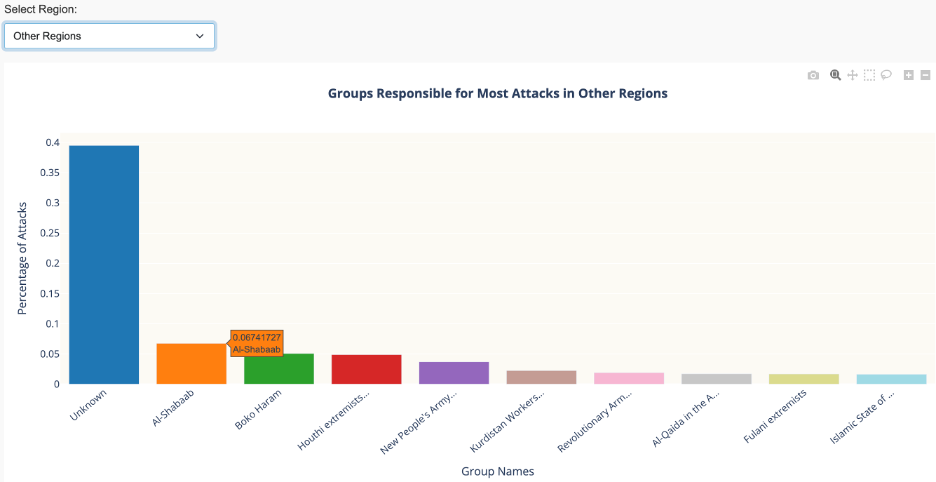 Select Region:
Other Regions
Groups Responsible for Most Attacks in Other Regions
0.4
0.35
0.3
0.25
0.2
0.15
0.1
0.05
0
Percentage of Attacks
0.06741727
Al-Shabaab
Unknown
Al-Shabaab
Boko Haram
Houthi extremists...
New People's Army...
Kurdistan Workers...
Revolutionary Arm...
Al-Qaida in the A...
Fulani extremists
Islamic State of ...
Group Names